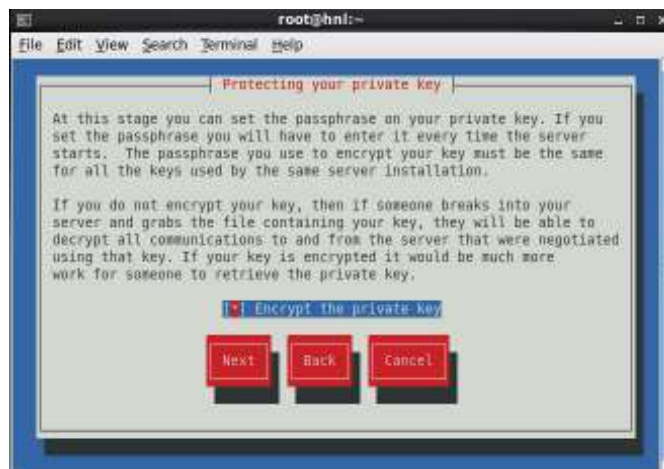 root@hnl:~
File Edit View Search Terminal Help
Protecting your private key
At this stage you can set the passphrase on your private key. If you
set the passphrase you will have to enter it every time the server
starts. The passphrase you use to encrypt your key must be the same
for all the keys used by the same server installation.
If you do not encrypt your key, then if someone breaks into your
server and grabs the file containing your key, they will be able to
decrypt all communications to and from the server that were negotiated
using that key. If your key is encrypted it would be much more
work for someone to retrieve the private key.
[*] Encrypt the private key
Next Back Cancel